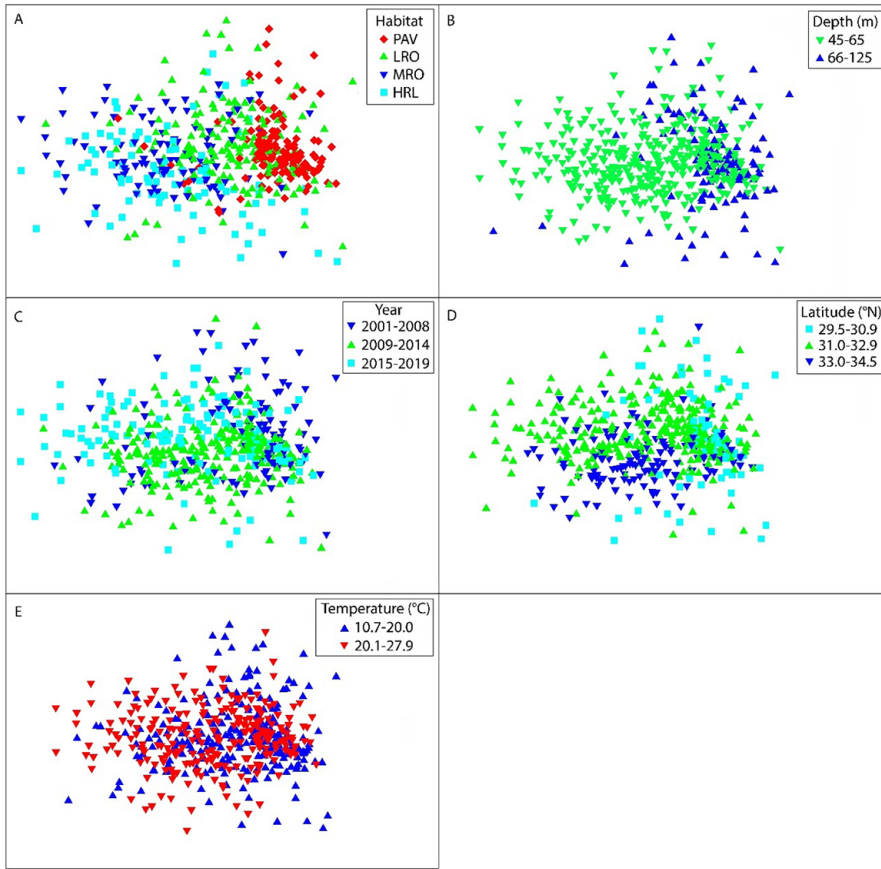 A
Habitat
PAV
LRO
MRO
HRL
B
Depth (m)
45-65
66-125
C
Year
2001-2008
2009-2014
2015-2019
D
Latitude (°N)
29.5-30.9
31.0-32.9
33.0-34.5
E
Temperature (°C)
10.7-20.0
20.1-27.9